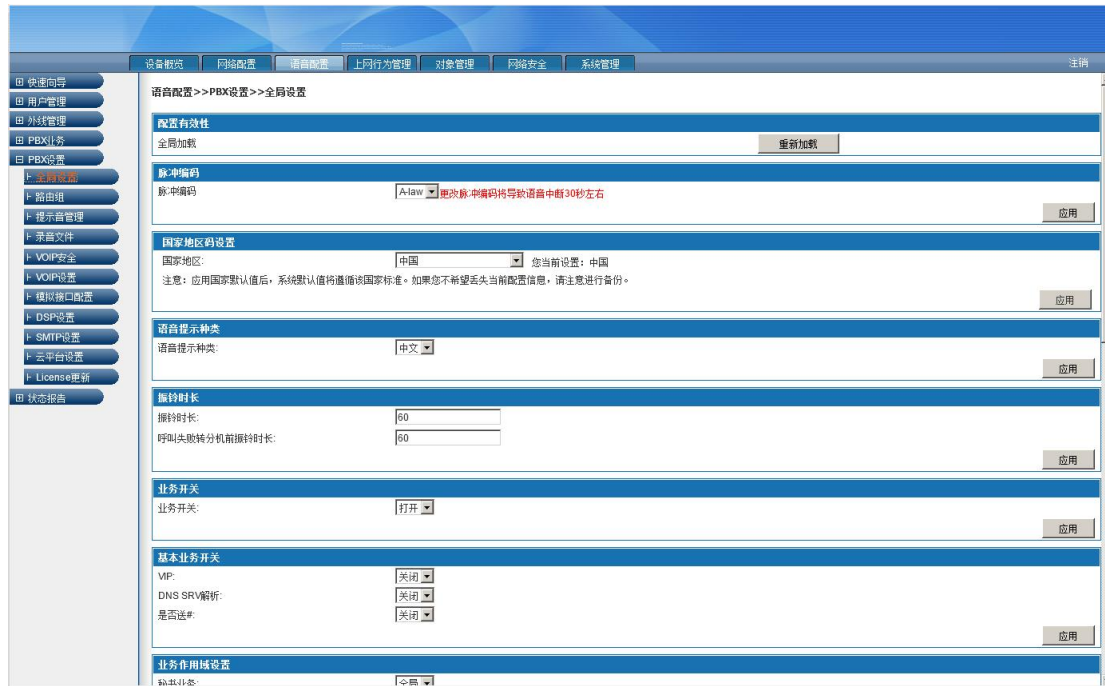 设备概览 网络配置 语音配置 上网行为管理 对象管理 网络安全 系统管理 注销
快速向导
用户管理
外线管理
PBX业务
PBX设置
全局设置
路由组
提示音管理
录音文件
VOIP安全
VOIP设置
模拟接口配置
DSP设置
SMTP设置
云平台设置
License更新
状态报告
语音配置>>PBX设置>>全局设置
配置有效性
全局加载 重新加载
脉冲编码
脉冲编码 A-law 更改脉冲编码将导致语音中断30秒左右
应用
国家地区码设置
国家地区: 中国 您当前设置：中国
注意：应用国家默认值后，系统默认值将遵循该国家标准。如果您不希望丢失当前配置信息，请注意进行备份。
应用
语音提示种类
语音提示种类: 中文
应用
振铃时长
振铃时长: 60
呼叫失败转分机前振铃时长: 60
应用
业务开关
业务开关: 打开
应用
基本业务开关
VIP: 关闭
DNS SRV解析: 关闭
是否送#: 关闭
应用
业务作用域设置
秘书业务: 全局